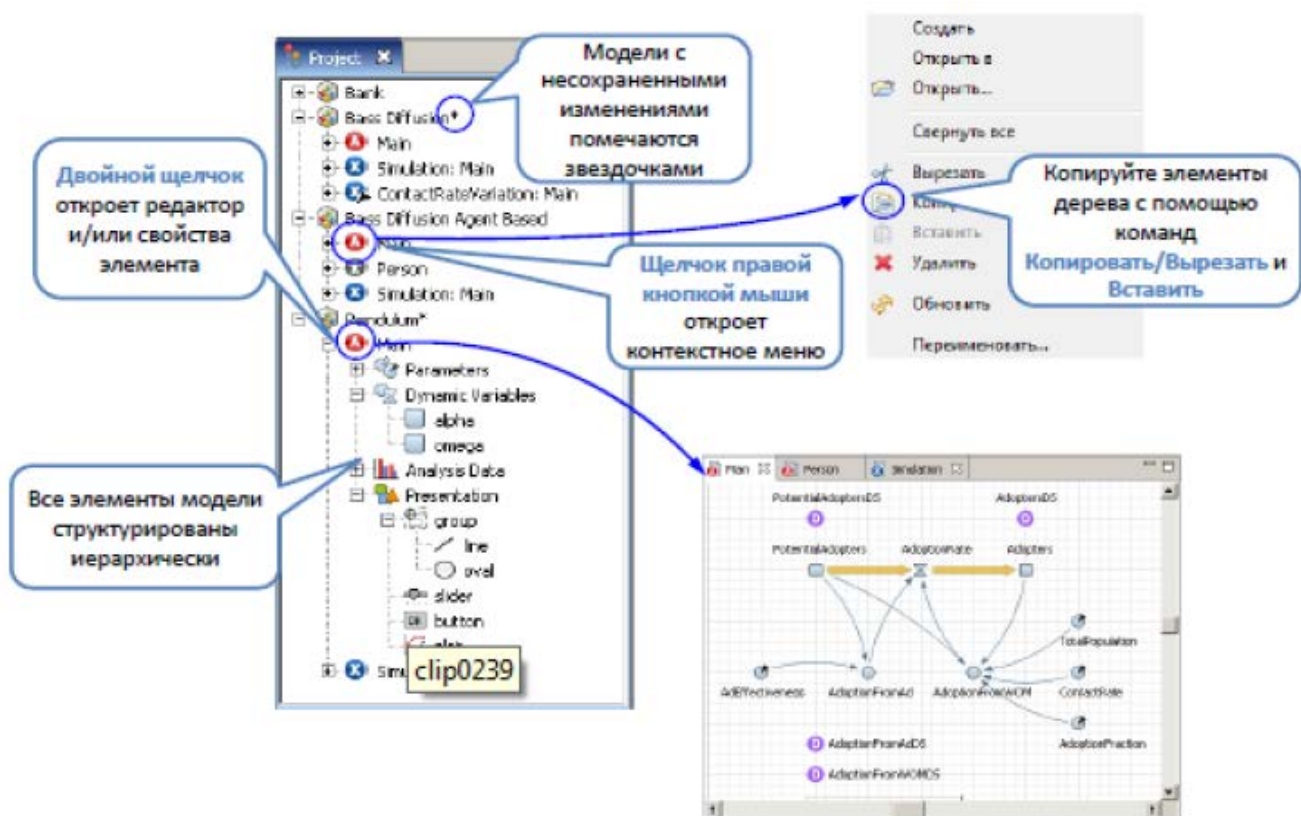 Project
Bank
Bass Diffusion*
Main
Simulation: Main
ContactRateVariation: Main
Bass Diffusion Agent Based
Main
Person
Simulation: Main
Pendulum*
Main
Parameters
Dynamic Variables
alpha
omega
Analysis Data
Presentation
group
line
oval
slider
button
clip0239
Модели с
несохраненными
изменениями
помечаются
звездочками
Двойной щелчок
откроет редактор
и/или свойства
элемента
Щелчок правой
кнопкой мыши
откроет
контекстное меню
Все элементы модели
структурированы
иерархически
Создать
Открыть в
Открыть...
Свернуть все
Вырезать
Вставить
Удалить
Обновить
Переименовать...
Копируйте элементы
дерева с помощью
команд
Копировать/Вырезать и
Вставить
Main
Person
Simulation
PotentialAdoptersDS
AdoptersDS
PotentialAdopters
AdoptionRate
Adopters
TotalPopulation
AdEffectiveness
AdoptionFromAd
AdoptionFromWOM
ContactRate
AdoptionFraction
AdoptionFromAdDS
AdoptionFromWOMDS